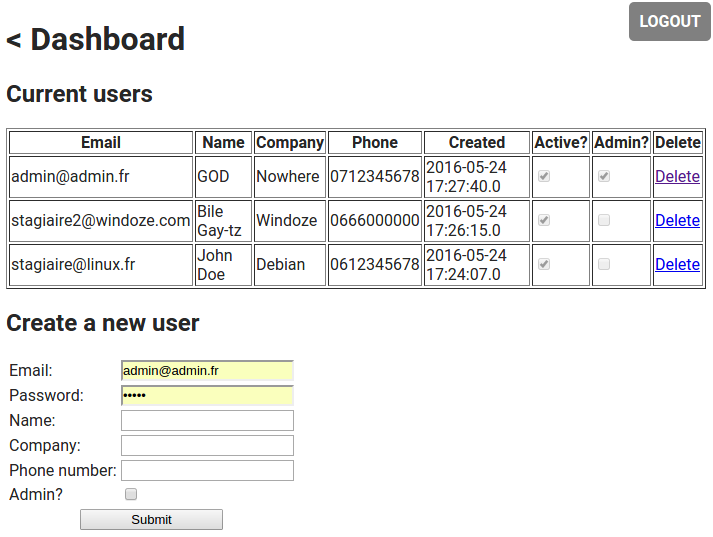 LOGOUT
< Dashboard
Current users
Email Name Company Phone Created Active? Admin? Delete
admin@admin.fr GOD Nowhere 0712345678 2016-05-24 17:27:40.0 Delete
stagiaire2@windoze.com Bile Gay-tz Windoze 0666000000 2016-05-24 17:26:15.0 Delete
stagiaire@linux.fr John Doe Debian 0612345678 2016-05-24 17:24:07.0 Delete
Create a new user
Email: admin@admin.fr
Password: •••••
Name:
Company:
Phone number:
Admin?
Submit